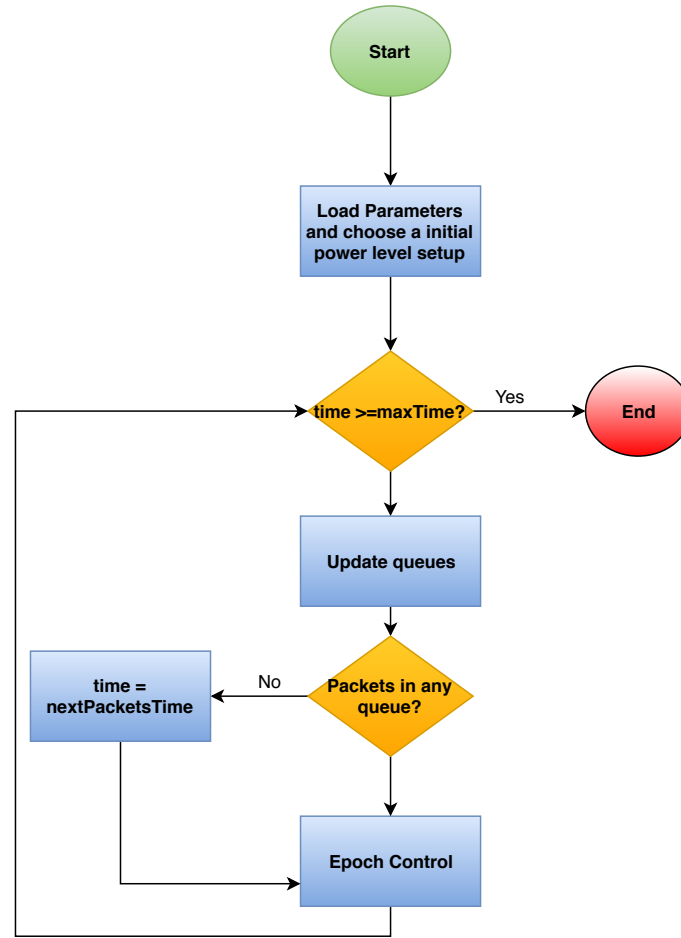 Start
Load Parameters
and choose a initial
power level setup
time >=maxTime?
Yes
End
Update queues
Packets in any
queue?
No
time =
nextPacketsTime
Epoch Control